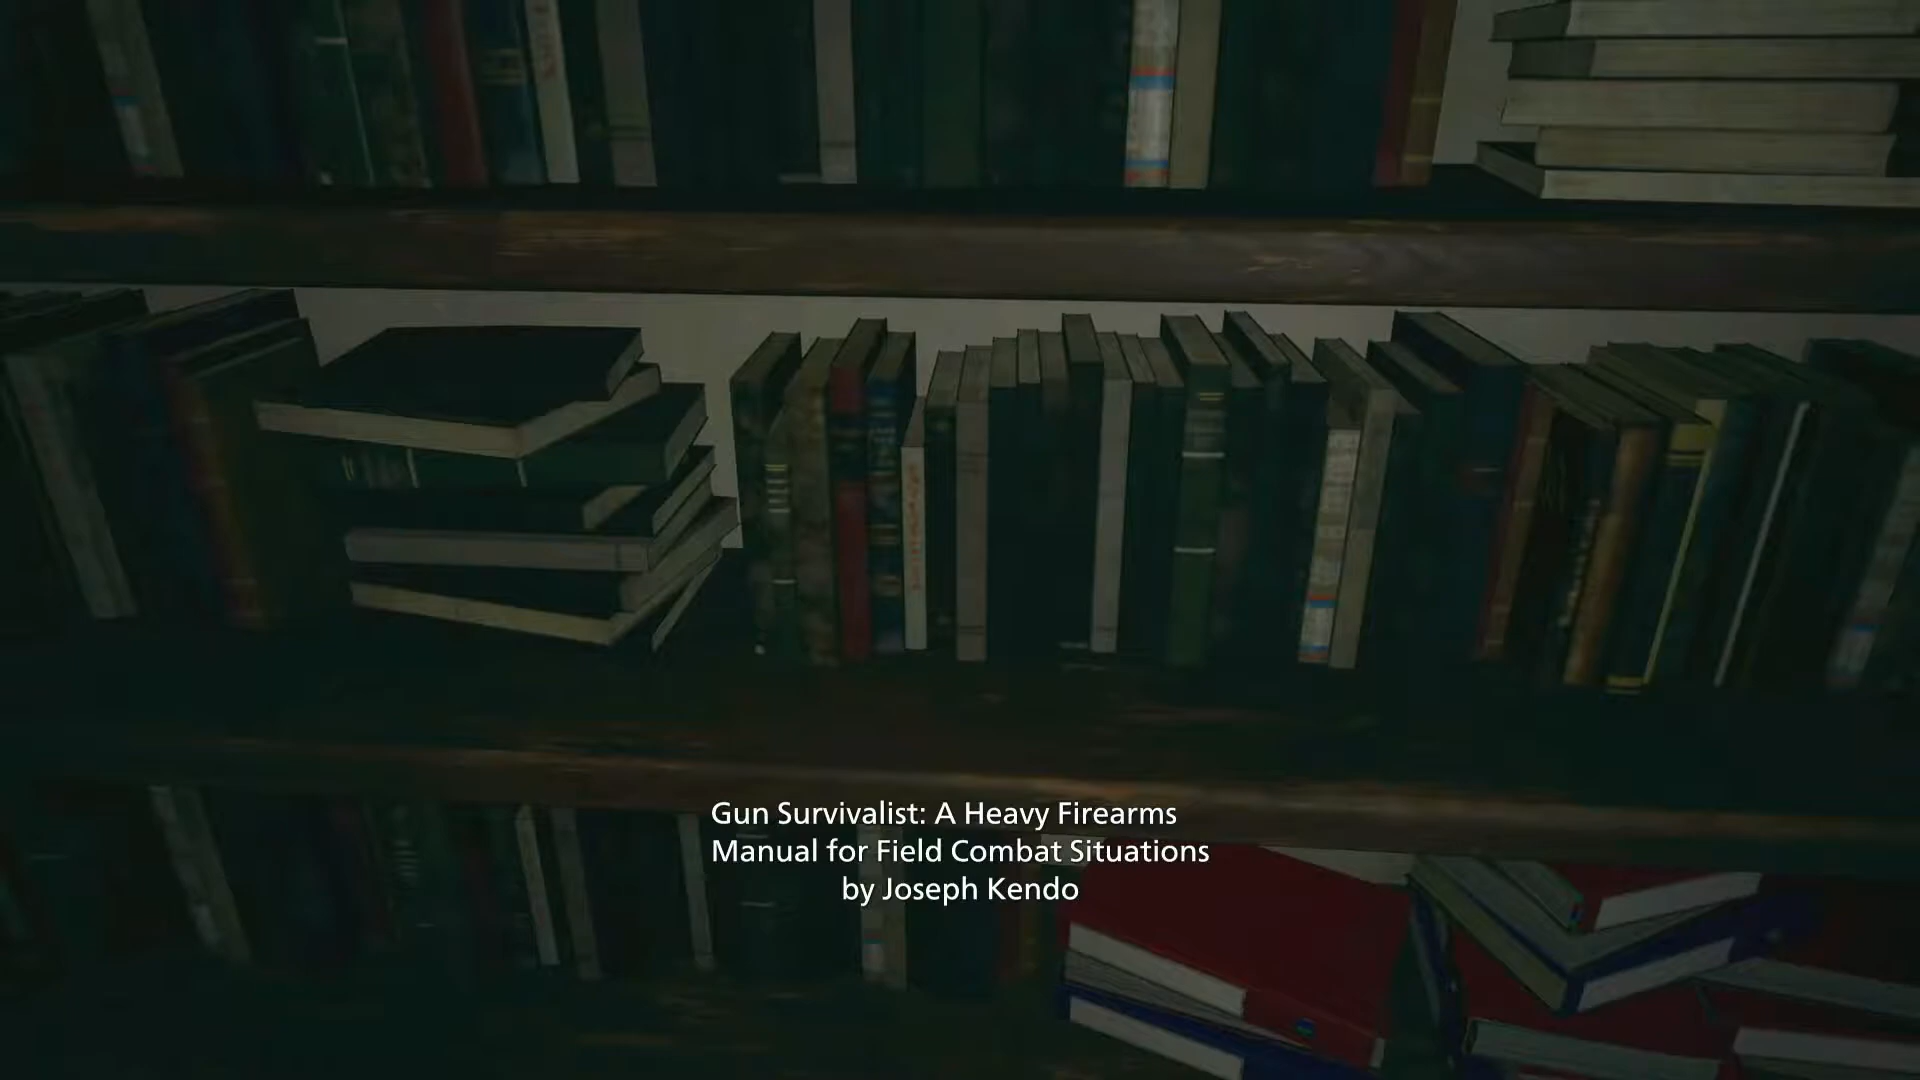 Gun Survivalist: A Heavy Firearms
Manual for Field Combat Situations
by Joseph Kendo